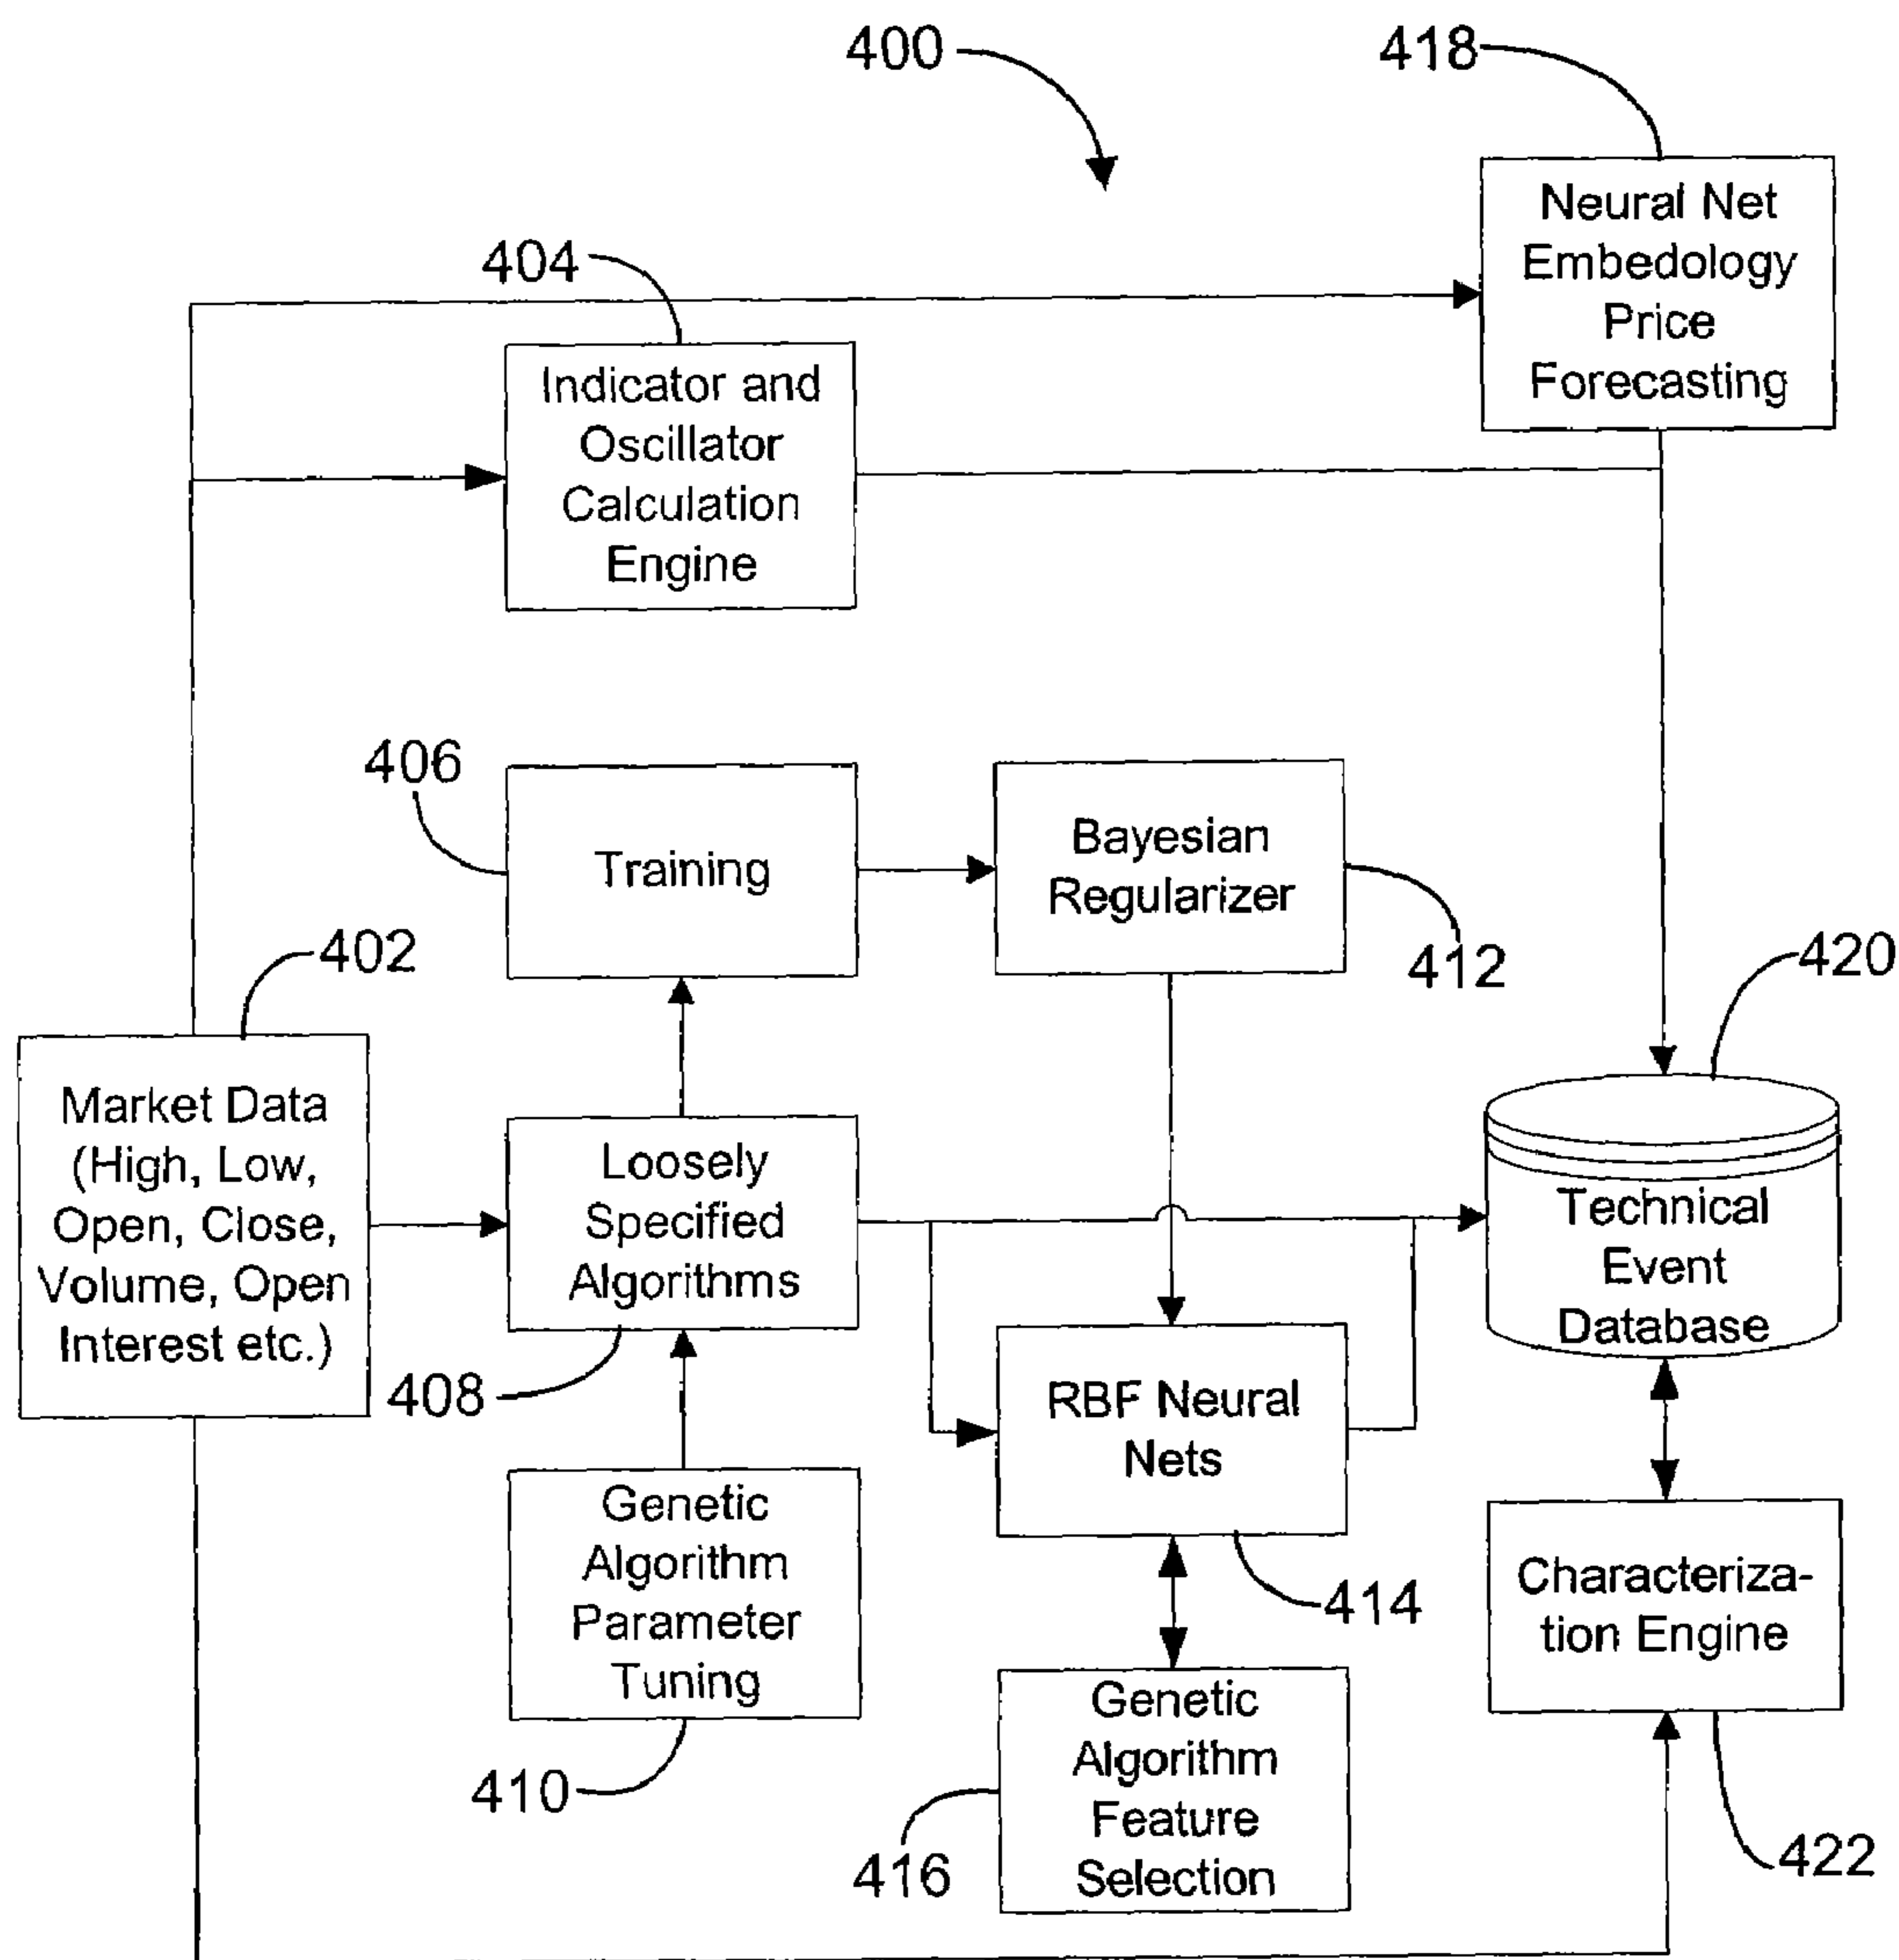 400
418
Neural Net
Embedology
Price
Forecasting
404
Indicator and
Oscillator
Calculation
Engine
406
Training
Bayesian
Regularizer
412
402
420
Market Data
(High, Low,
Open, Close,
Volume, Open
Interest etc.)
Loosely
Specified
Algorithms
408
Technical
Event
Database
RBF Neural
Nets
414
Genetic
Algorithm
Parameter
Tuning
410
Characteriza-
tion Engine
422
Genetic
Algorithm
Feature
Selection
416